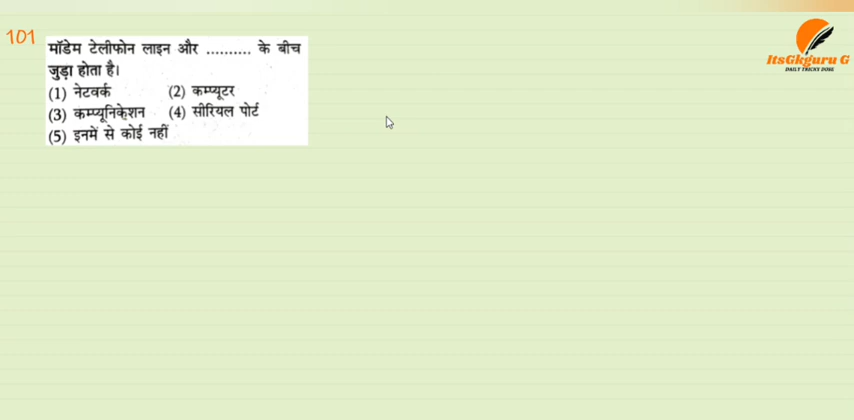 101
मॉडेम टेलीफोन लाइन और .......... के बीच
जुड़ा होता है।
(1) नेटवर्क (2) कम्प्यूटर
(3) कम्प्यूनिकेशन (4) सीरियल पोर्ट
(5) इनमें से कोई नहीं
ItsGkguru G
DAILY TRICKY DOSE